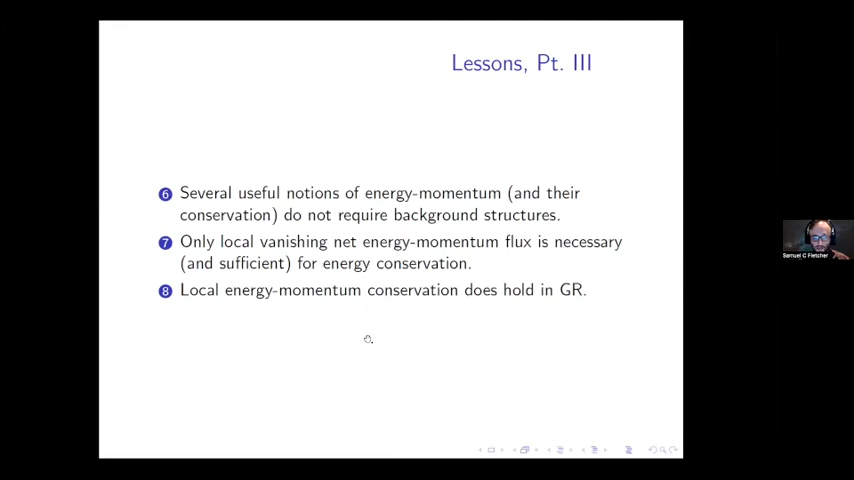 Lessons, Pt. III
6 Several useful notions of energy-momentum (and their
conservation) do not require background structures.
7 Only local vanishing net energy-momentum flux is necessary
(and sufficient) for energy conservation.
8 Local energy-momentum conservation does hold in GR.
Samuel C Fletcher